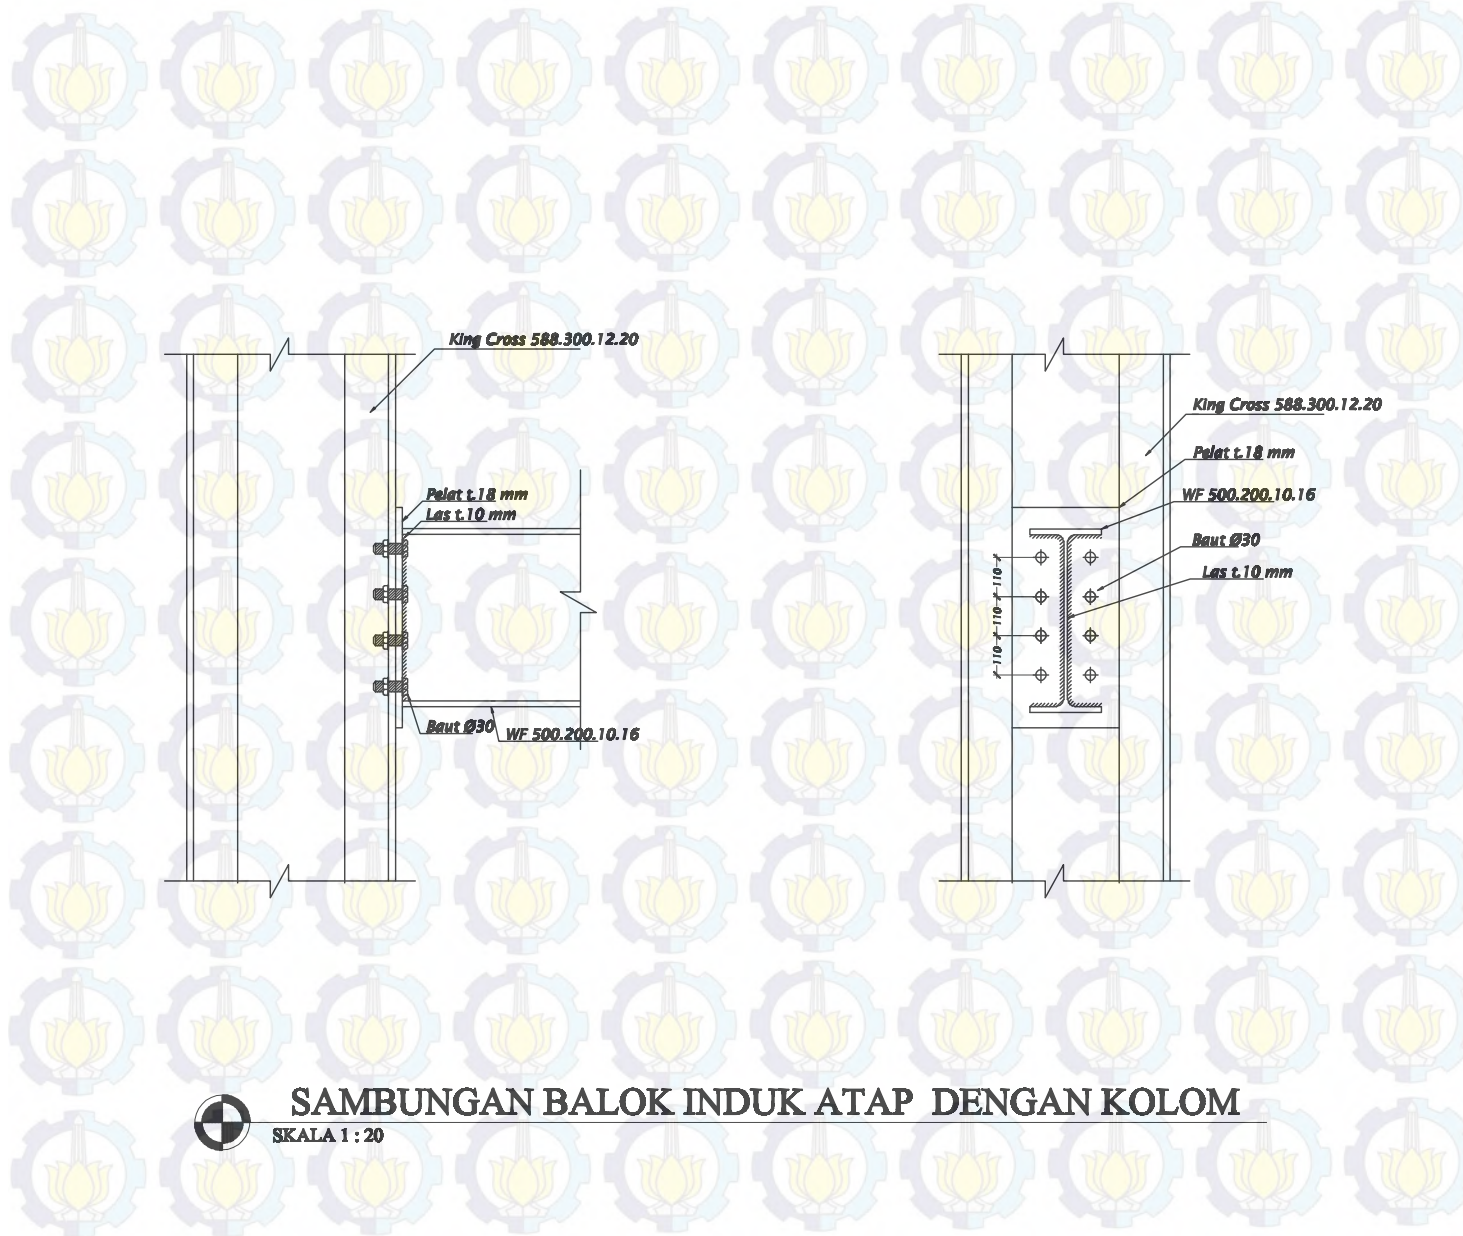 King Cross 588.300.12.20
Pelat t.18 mm
Las t.10 mm
Baut Ø30
WF 500.200.10.16
King Cross 588.300.12.20
Pelat t.18 mm
WF 500.200.10.16
Baut Ø30
Las t.10 mm
110
110
110
SAMBUNGAN BALOK INDUK ATAP DENGAN KOLOM
SKALA 1 : 20